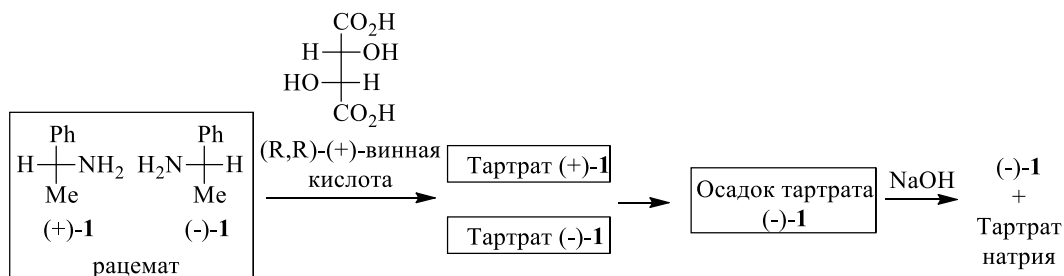 CO₂H
H OH
HO H
CO₂H
Ph Ph
H NH₂ H₂N H
Me Me
(+)-1 (-)-1
рацемат
(R,R)-(+)-винная
кислота
Тартрат (+)-1
Тартрат (-)-1
Осадок тартрата
(-)-1
NaOH
(-)-1
+
Тартрат
натрия